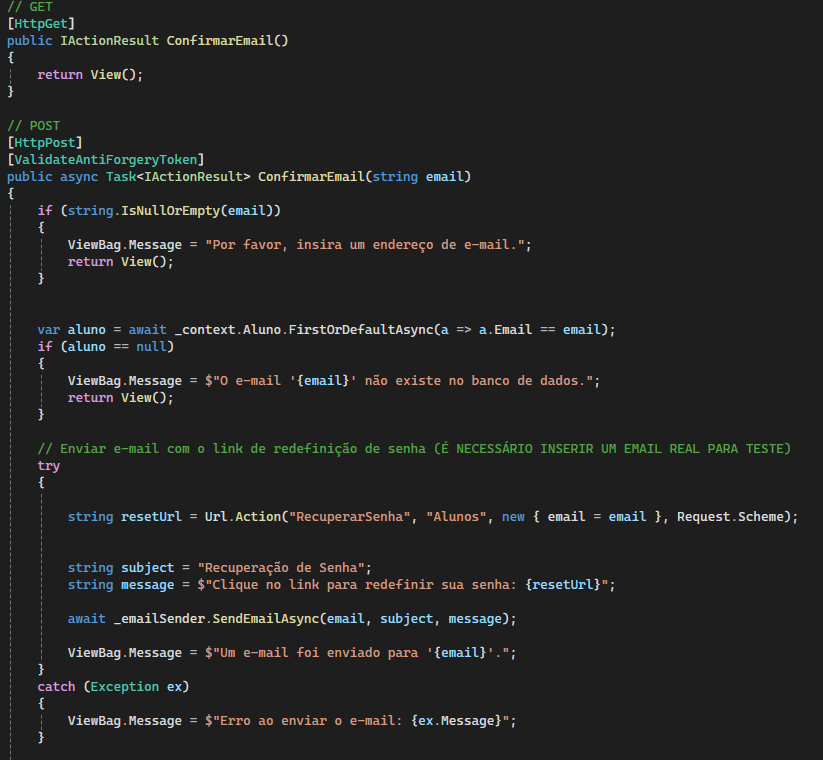 // GET
[HttpGet]
public IActionResult ConfirmarEmail()
{
    return View();
}
// POST
[HttpPost]
[ValidateAntiForgeryToken]
public async Task<IActionResult> ConfirmarEmail(string email)
{
    if (string.IsNullOrEmpty(email))
    {
        ViewBag.Message = "Por favor, insira um endereço de e-mail.";
        return View();
    }
    var aluno = await _context.Aluno.FirstOrDefaultAsync(a => a.Email == email);
    if (aluno == null)
    {
        ViewBag.Message = $"O e-mail '{email}' não existe no banco de dados.";
        return View();
    }
    // Enviar e-mail com o link de redefinição de senha (É NECESSÁRIO INSERIR UM EMAIL REAL PARA TESTE)
    try
    {
        string resetUrl = Url.Action("RecuperarSenha", "Alunos", new { email = email }, Request.Scheme);
        string subject = "Recuperação de Senha";
        string message = $"Clique no link para redefinir sua senha: {resetUrl}";
        await _emailSender.SendEmailAsync(email, subject, message);
        ViewBag.Message = $"Um e-mail foi enviado para '{email}'.";
    }
    catch (Exception ex)
    {
        ViewBag.Message = $"Erro ao enviar o e-mail: {ex.Message}";
    }